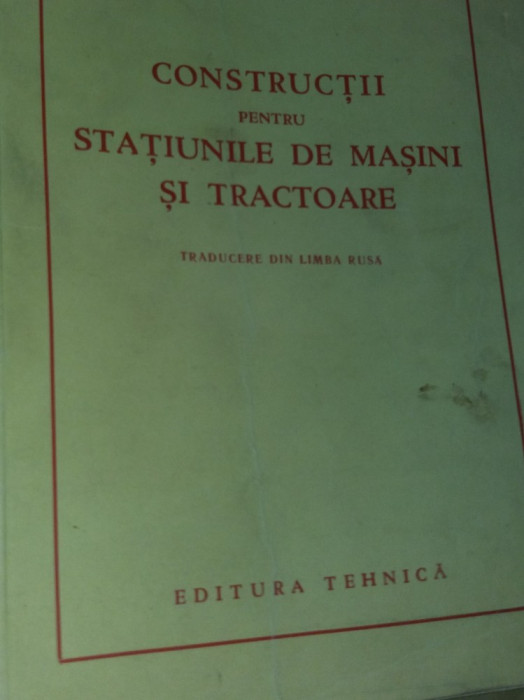 CONSTRUCȚII
PENTRU
STAȚIUNILE DE MAȘINI
ȘI TRACTOARE
TRADUCERE DIN LIMBA RUSA
EDITURA TEHNICĂ